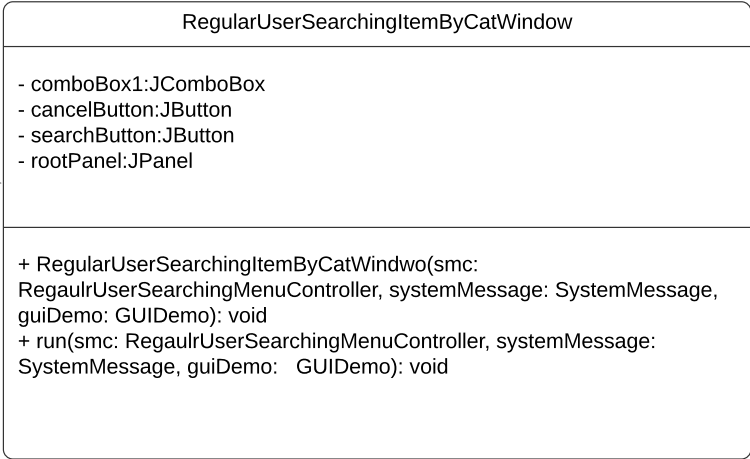 RegularUserSearchingItemByCatWindow
- comboBox1:JComboBox
- cancelButton:JButton
- searchButton:JButton
- rootPanel:JPanel
+ RegularUserSearchingItemByCatWindwo(smc:
RegaulrUserSearchingMenuController, systemMessage: SystemMessage,
guiDemo: GUIDemo): void
+ run(smc: RegaulrUserSearchingMenuController, systemMessage:
SystemMessage, guiDemo:   GUIDemo): void